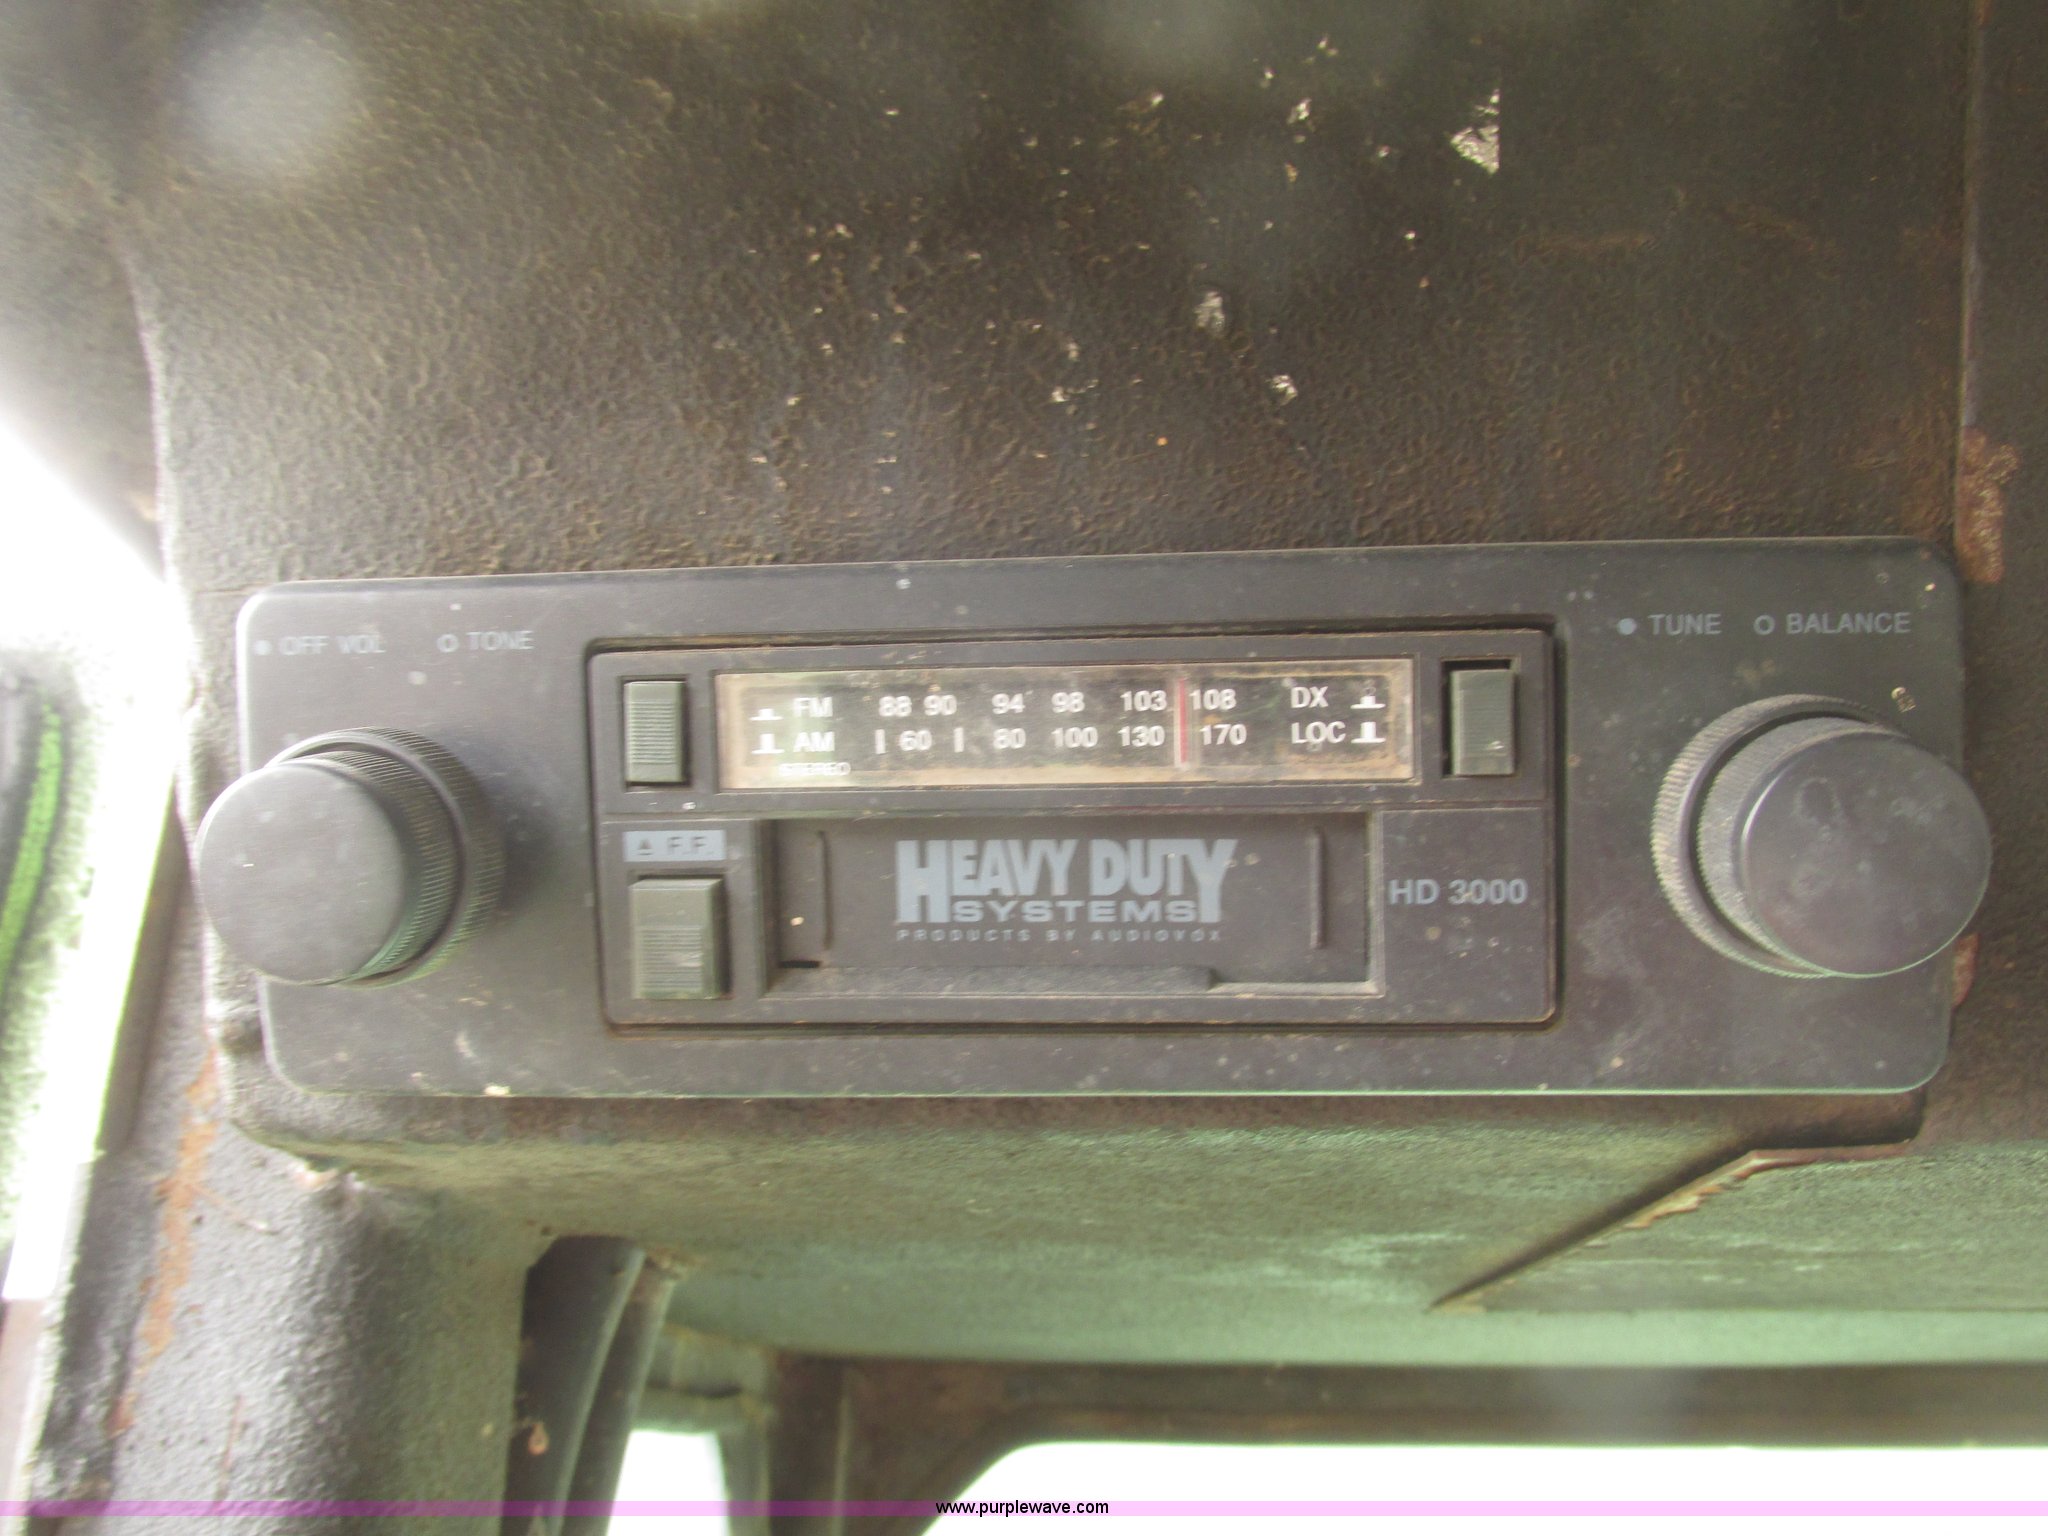 OFF VOL TONE
TUNE BALANCE
FM 88 90 94 98 103 108 DX
AM 60 80 100 130 170 LOC
STEREO
F.F.
HEAVY DUTY
SYSTEMS
PRODUCTS BY AUDIOVOX
HD 3000
www.purplewave.com